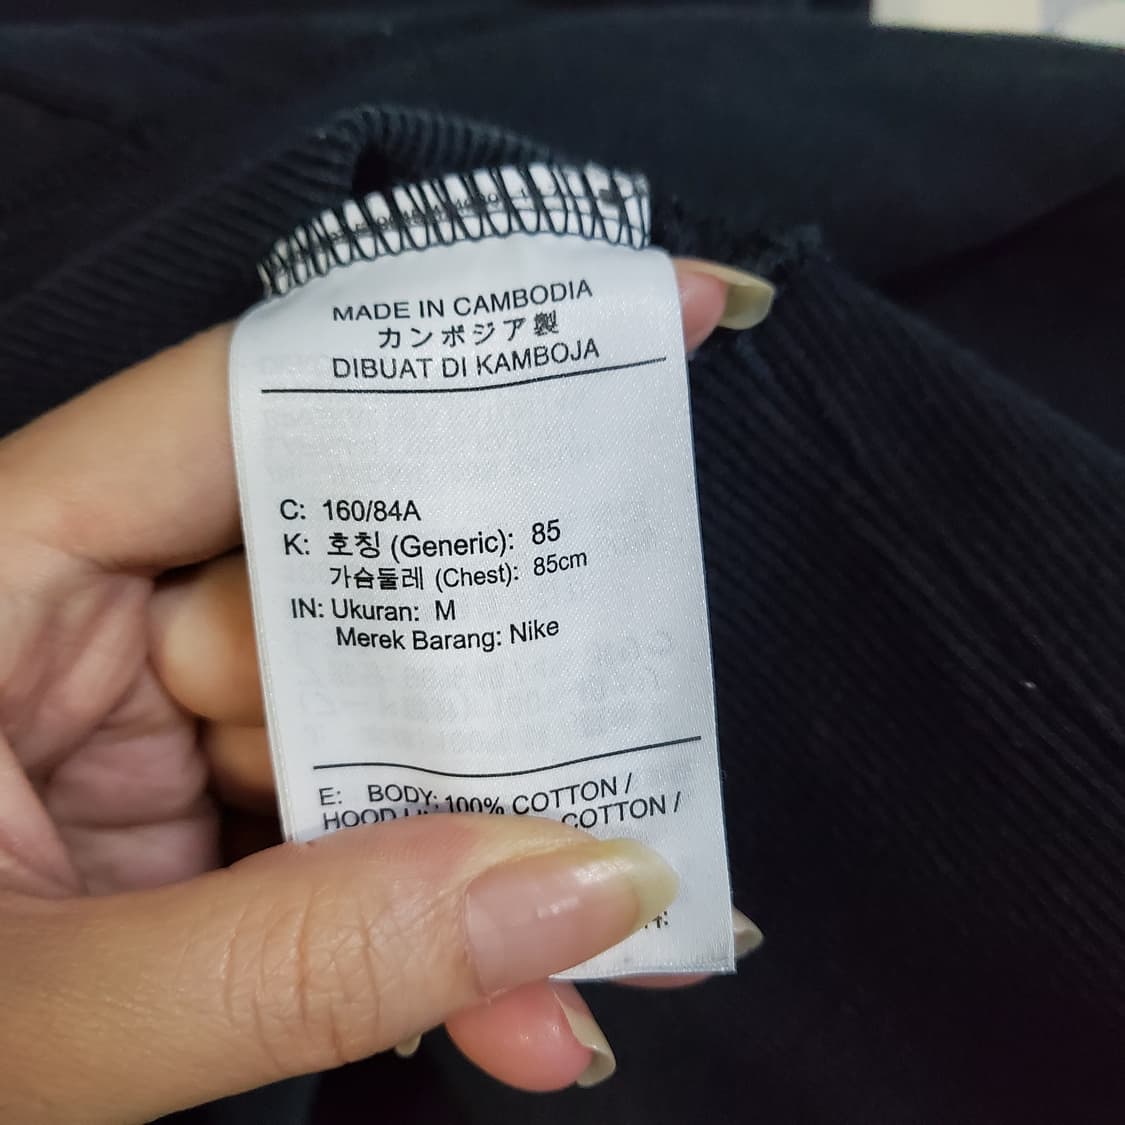 MADE IN CAMBODIA
カンボジア製
DIBUAT DI KAMBOJA
C: 160/84A
K: 호칭 (Generic): 85
가슴둘레 (Chest): 85cm
IN: Ukuran: M
Merek Barang: Nike
E: BODY: 100% COTTON /
HOOD COTTON /